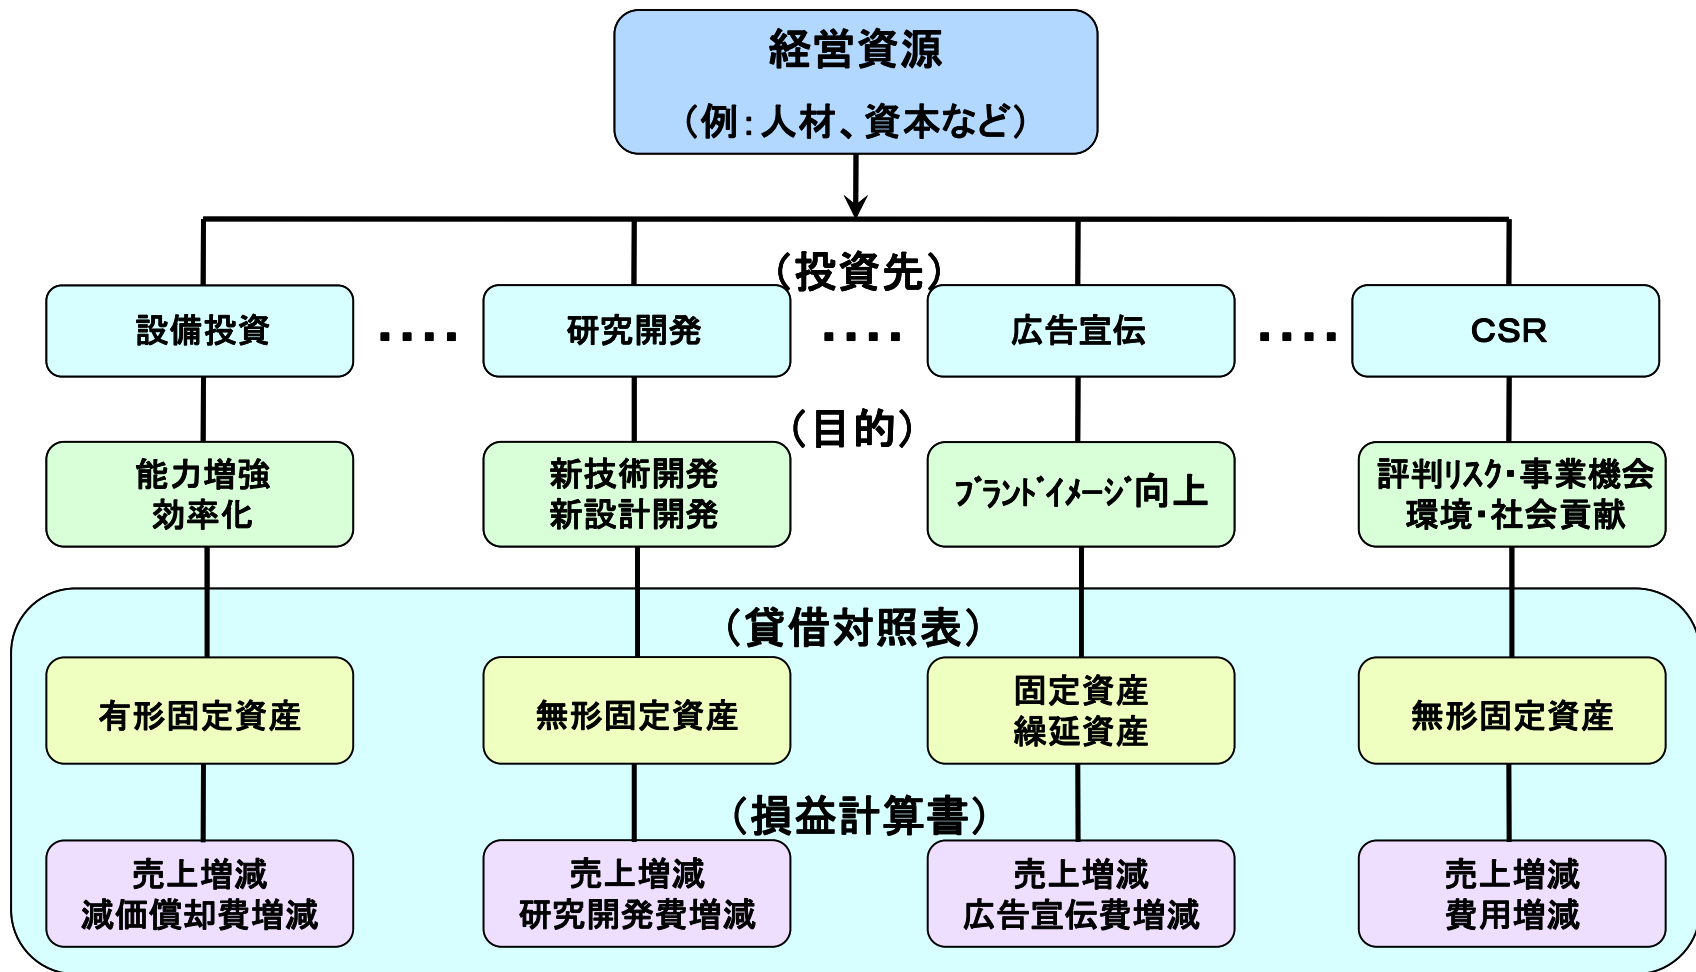 経営資源
（例：人材、資本など）
（投資先）
設備投資
・・・・
研究開発
・・・・
広告宣伝
・・・・
CSR
（目的）
能力増強
効率化
新技術開発
新設計開発
ﾌﾞﾗﾝﾄﾞｲﾒｰｼﾞ向上
評判ﾘｽｸ・事業機会
環境・社会貢献
（貸借対照表）
有形固定資産
無形固定資産
固定資産
繰延資産
無形固定資産
（損益計算書）
売上増減
減価償却費増減
売上増減
研究開発費増減
売上増減
広告宣伝費増減
売上増減
費用増減